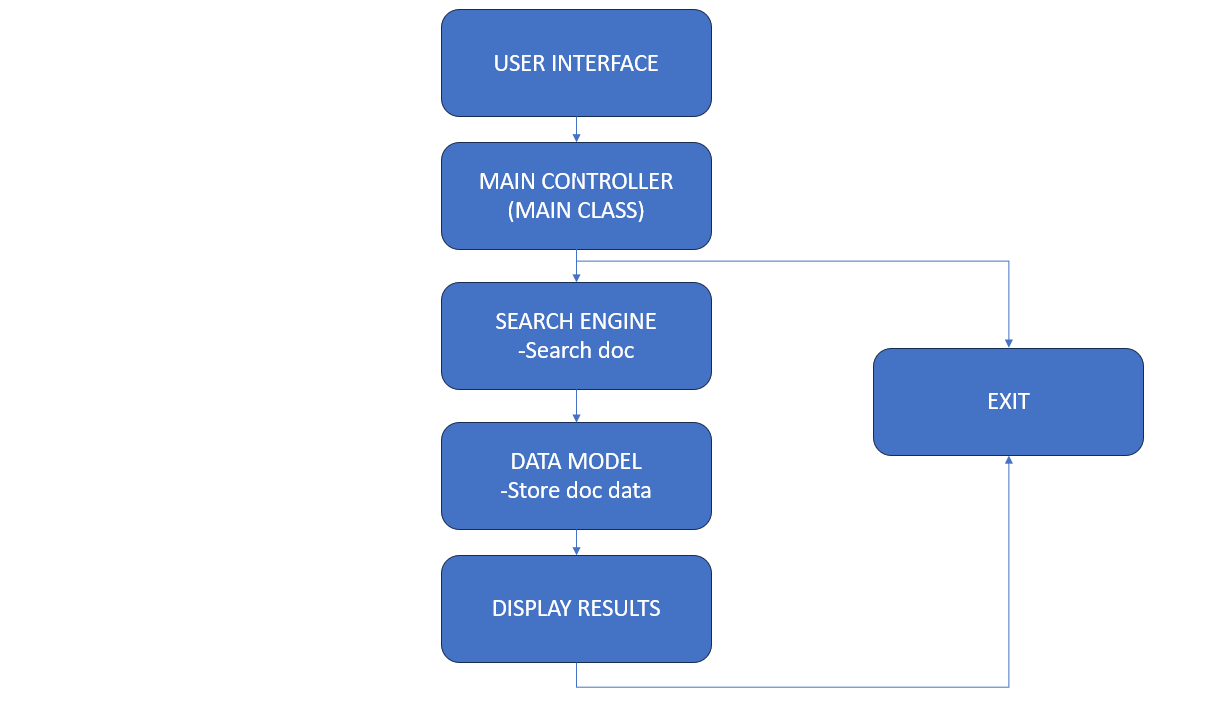 USER INTERFACE
MAIN CONTROLLER
(MAIN CLASS)
SEARCH ENGINE
-Search doc
EXIT
DATA MODEL
-Store doc data
DISPLAY RESULTS